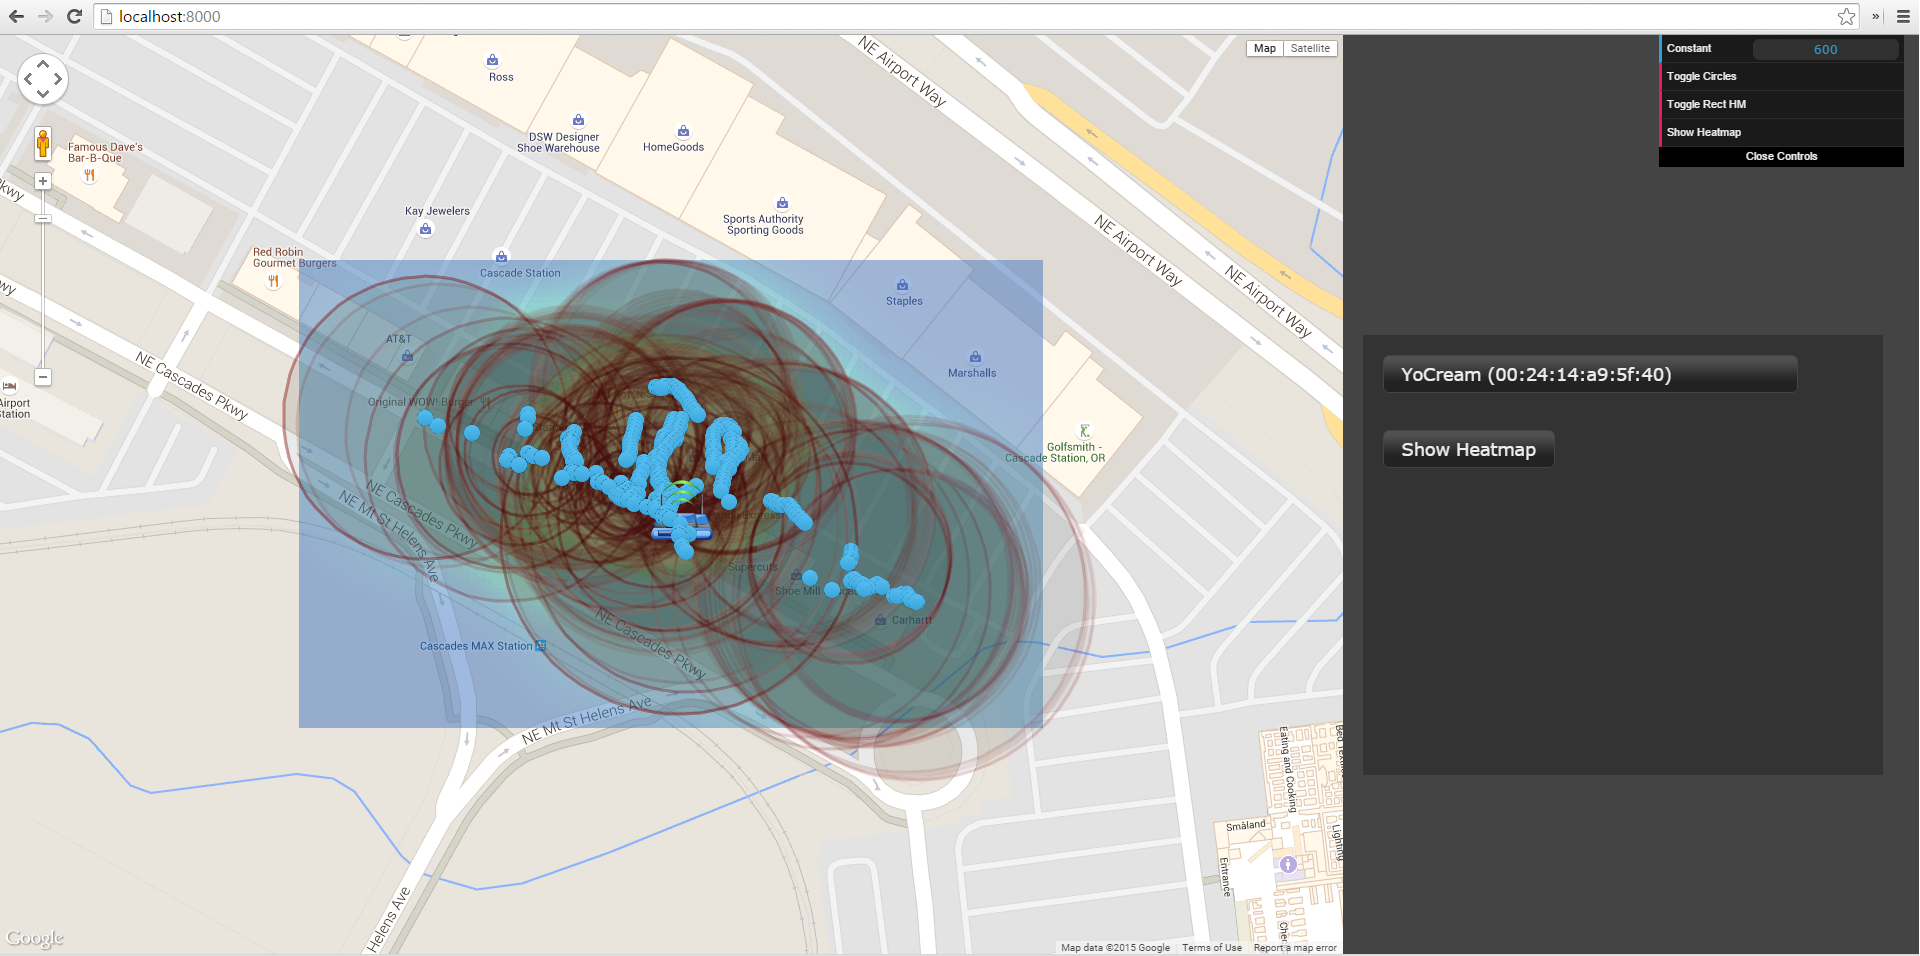 localhost:8000
Map
Satellite
Constant
600
Toggle Circles
Toggle Rect HM
Show Heatmap
Close Controls
NE Airport Way
Ross
DSW Designer
Shoe Warehouse
HomeGoods
Famous Dave's
Bar-B-Que
Pkwy
Kay Jewelers
Sports Authority
Sporting Goods
NE Airport Way
NE Airport Way
Red Robin
Gourmet Burgers
Cascade Station
Staples
AT&T
NE Cascades Pkwy
Marshalls
Airport
Station
Original WOW! Burger
Golfsmith -
Cascade Station, OR
NE Cascades Pkwy
NE Mt St Helens Ave
Supercuts
Shoe Mill
Carhartt
NE Cascades Pkwy
Cascades MAX Station
NE Mt St Helens Ave
Helens Ave
Eating and Cooking
Småland
Lighting
Entrance
YoCream (00:24:14:a9:5f:40)
Show Heatmap
Google
Map data ©2015 Google
Terms of Use
Report a map error